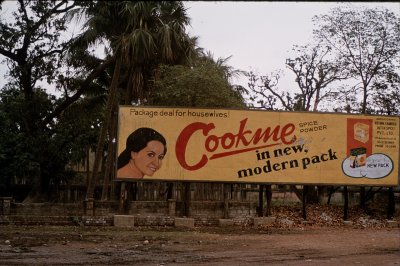 Package deal for housewives!
Cookme
SPICE
POWDER
in new,
modern pack
NEW PACK